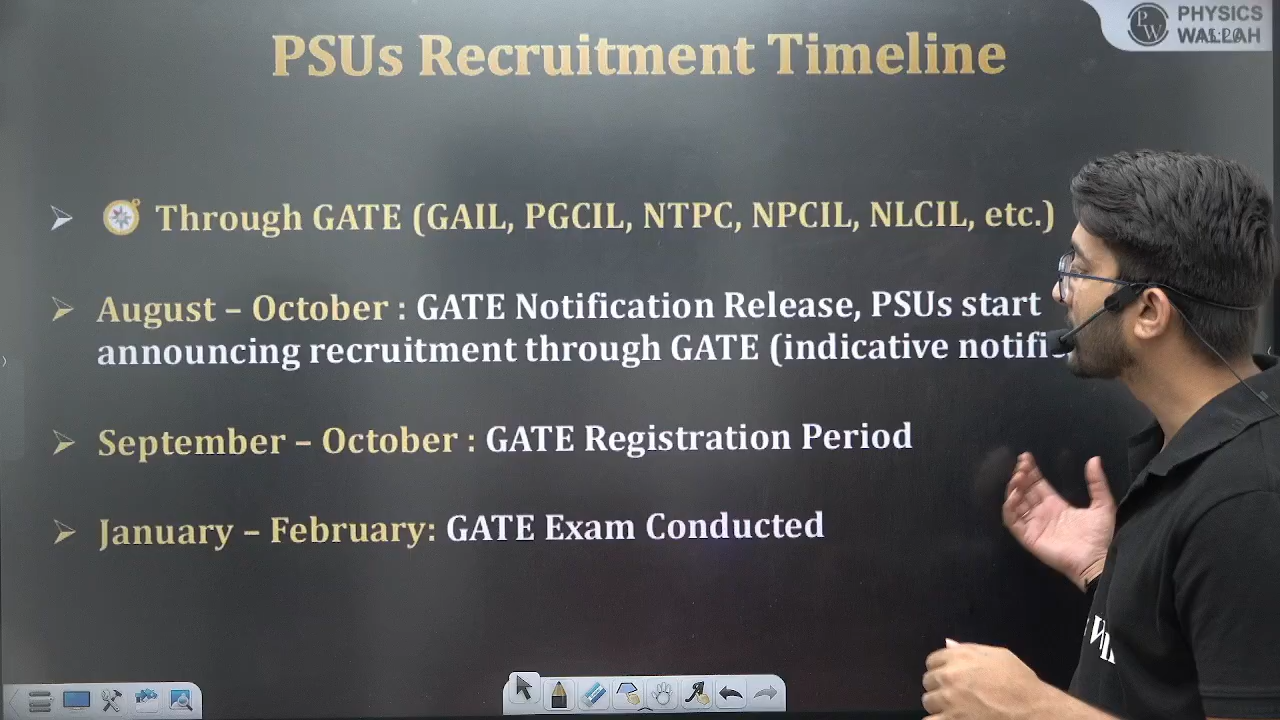 PHYSICS
WALLAH
PSUs Recruitment Timeline
Through GATE (GAIL, PGCIL, NTPC, NPCIL, NLCIL, etc.)
August – October : GATE Notification Release, PSUs start
announcing recruitment through GATE (indicative
September – October : GATE Registration Period
January – February: GATE Exam Conducted